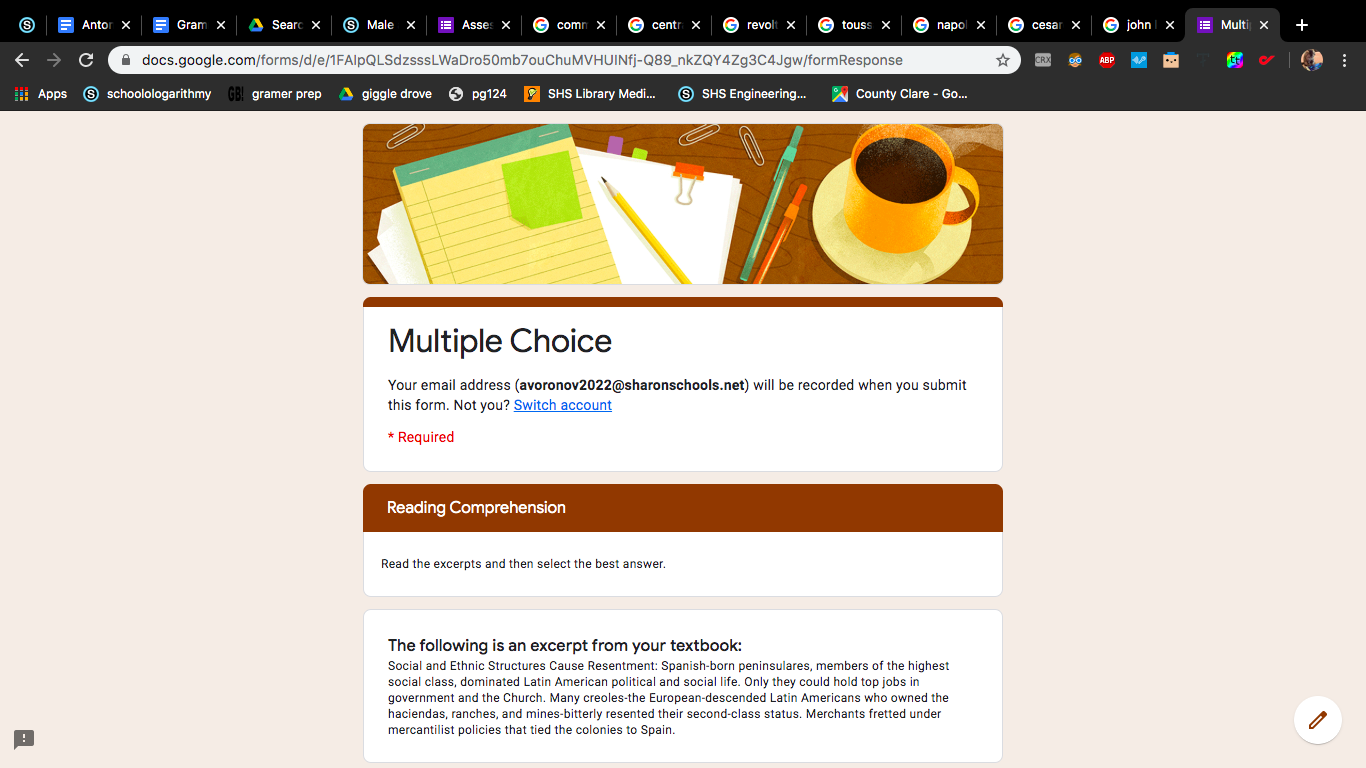 Antor
Gram
Searc
Male
Asses
comm
centr
revolt
touss
napol
cesar
john
Multip
docs.google.com/forms/d/e/1FAIpQLSdzsssLWaDro50mb7ouChuMVHUINfj-Q89_nkZQY4Zg3C4Jgw/formResponse
CRX
ABP
Apps
schoolologarithmy
GB!
gramer prep
giggle drove
pg124
SHS Library Medi...
SHS Engineering...
County Clare - Go...
Multiple Choice
Your email address (avoronov2022@sharonschools.net) will be recorded when you submit
this form. Not you? Switch account
* Required
Reading Comprehension
Read the excerpts and then select the best answer.
The following is an excerpt from your textbook:
Social and Ethnic Structures Cause Resentment: Spanish-born peninsulares, members of the highest
social class, dominated Latin American political and social life. Only they could hold top jobs in
government and the Church. Many creoles-the European-descended Latin Americans who owned the
haciendas, ranches, and mines-bitterly resented their second-class status. Merchants fretted under
mercantilist policies that tied the colonies to Spain.